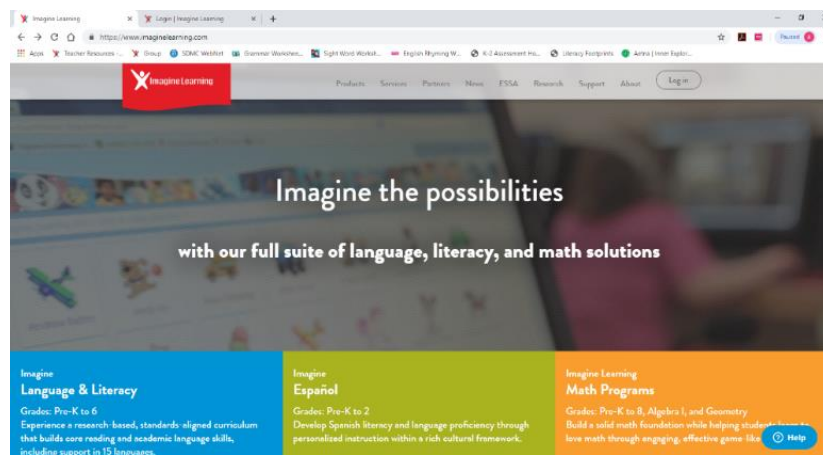 Imagine Learning
Login | Imagine Learning
https://www.imaginelearning.com
Paused
Apps Teacher Resources -... Group SDMC WebNet Grammar Workshee... Sight Word Worksh... English Rhyming W... K-2 Assessment Ho... Literacy Footprints
Imagine Learning
Products Services Partners News ESSA Research Support About Log in
Imagine the possibilities
with our full suite of language, literacy, and math solutions
Imagine
Language & Literacy
Grades: Pre-K to 6
Experience a research-based, standards-aligned curriculum
that builds core reading and academic language skills,
including support in 15 languages.
Imagine
Español
Grades: Pre-K to 2
Develop Spanish literacy and language proficiency through
personalized instruction within a rich cultural framework.
Imagine Learning
Math Programs
Grades: Pre-K to 8, Algebra I, and Geometry
Build a solid math foundation while helping students learn to
love math through engaging, effective game-like
Help